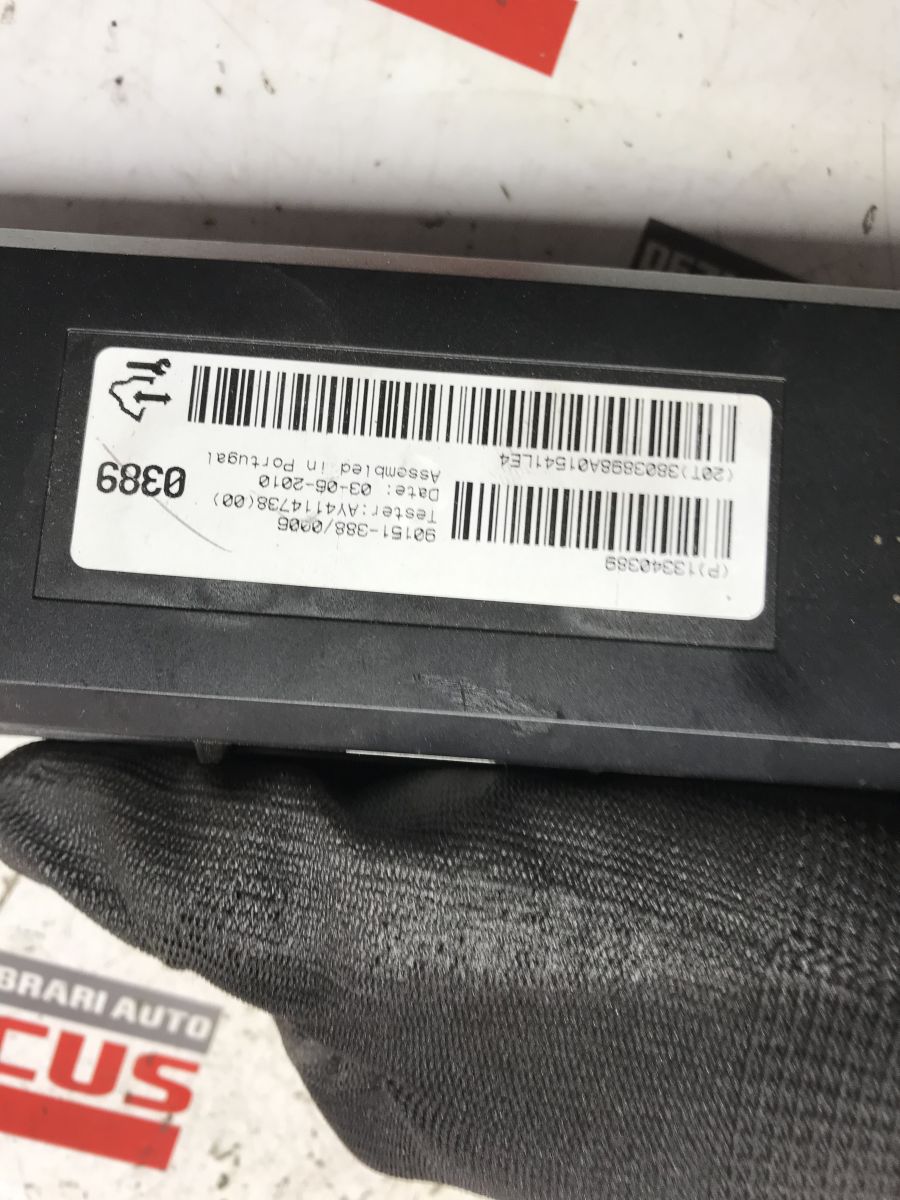 (P)13340389
90151-388/0006
Tester:AY4114738(00)
Date: 03-05-2010
Assembled in Portugal
0389
(20T)3803898A01541LE4
BRARI AUTO
CUS